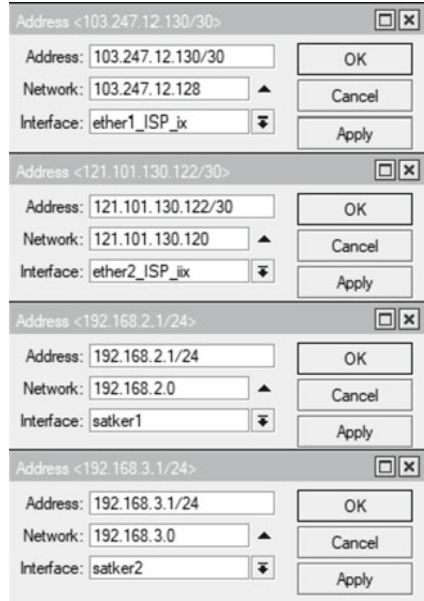 Address <103.247.12.130/30>
Address: 103.247.12.130/30 OK
Network: 103.247.12.128 Cancel
Interface: ether1_ISP_ix Apply
Address <121.101.130.122/30>
Address: 121.101.130.122/30 OK
Network: 121.101.130.120 Cancel
Interface: ether2_ISP_iix Apply
Address <192.168.2.1/24>
Address: 192.168.2.1/24 OK
Network: 192.168.2.0 Cancel
Interface: satker1 Apply
Address <192.168.3.1/24>
Address: 192.168.3.1/24 OK
Network: 192.168.3.0 Cancel
Interface: satker2 Apply